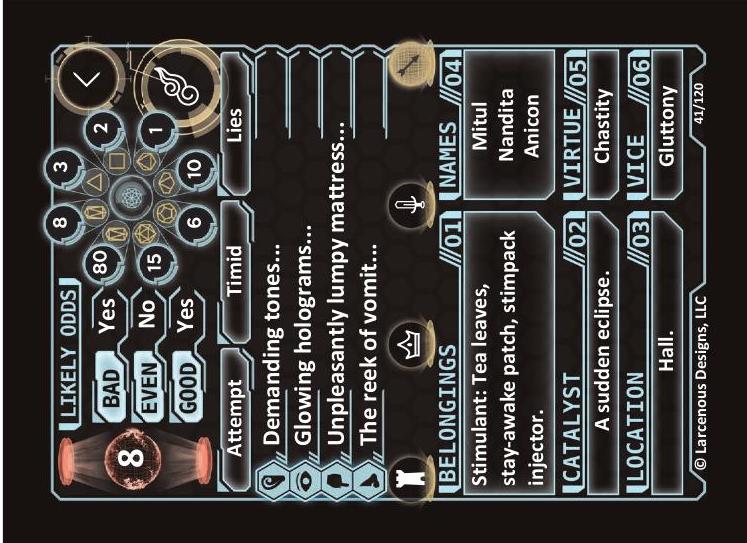 LIKELY ODDS
8
BAD Yes
EVEN No
GOOD Yes
8 3
80 2
15 1
6 10
Attempt Timid Lies
Demanding tones...
Glowing holograms...
Unpleasantly lumpy mattress...
The reek of vomit...
BELONGINGS //01
Stimulant: Tea leaves,
stay-awake patch, stimpack
injector.
NAMES //04
Mitul
Nandita
Anicon
CATALYST //02
A sudden eclipse.
VIRTUE //05
Chastity
LOCATION //03
Hall.
VICE //06
Gluttony
© Larcenous Designs, LLC
41/120